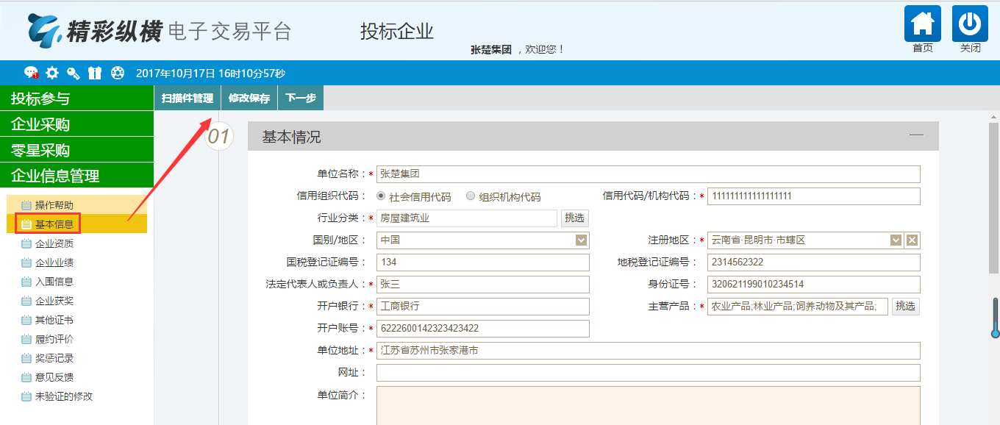 精彩纵横 电子交易平台
投标企业
张楚集团 ，欢迎您！
首页
关闭
2017年10月17日 16时10分57秒
投标参与
企业采购
零星采购
企业信息管理
操作帮助
基本信息
企业资质
企业业绩
入围信息
企业获奖
其他证书
履约评价
奖惩记录
意见反馈
未验证的修改
扫描件管理 修改保存 下一步
01 基本情况
单位名称：* 张楚集团
信用组织代码： 社会信用代码 组织机构代码 信用代码/机构代码：* 111111111111111111
行业分类：* 房屋建筑业 挑选
国别/地区： 中国 注册地区：* 云南省·昆明市·市辖区
国税登记证编号： 134 地税登记证编号： 2314562322
法定代表人或负责人：* 张三 身份证号： 320621199010234514
开户银行：* 工商银行 主营产品：* 农业产品;林业产品;饲养动物及其产品; 挑选
开户账号：* 6222600142323423422
单位地址：* 江苏省苏州市张家港市
网址：
单位简介：